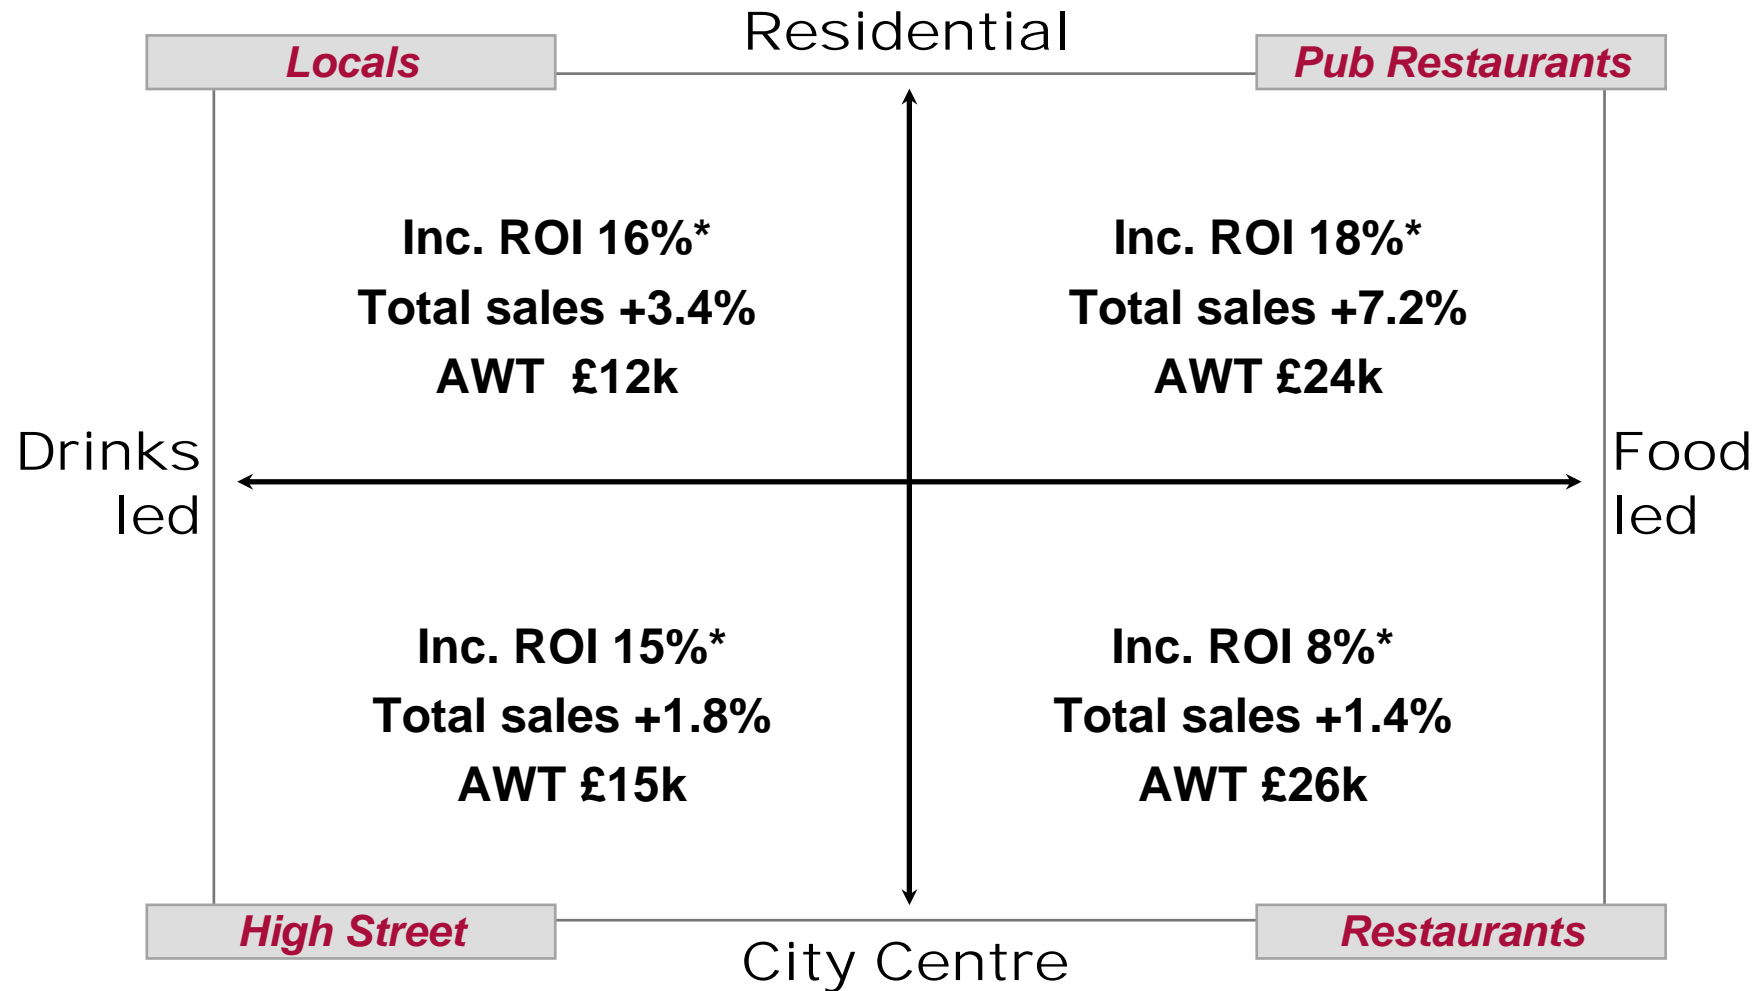 Residential
Locals
Pub Restaurants
Inc. ROI 16%*
Total sales +3.4%
AWT £12k
Inc. ROI 18%*
Total sales +7.2%
AWT £24k
Drinks
led
Food
led
Inc. ROI 15%*
Total sales +1.8%
AWT £15k
Inc. ROI 8%*
Total sales +1.4%
AWT £26k
High Street
Restaurants
City Centre